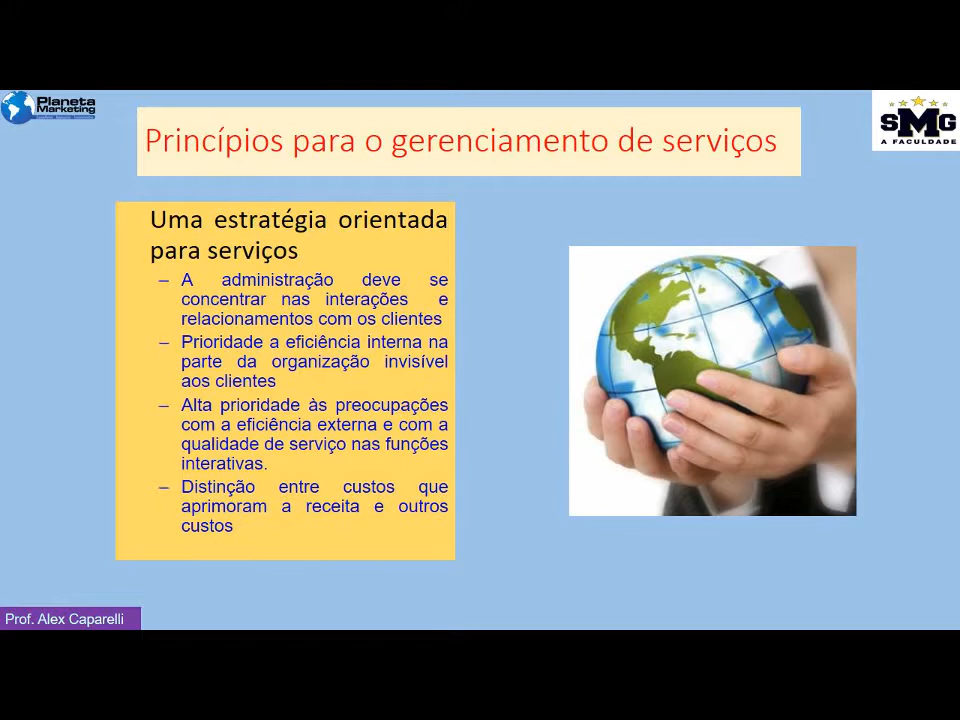 Planeta
Marketing
SMG
A FACULDADE
Princípios para o gerenciamento de serviços
Uma estratégia orientada
para serviços
– A administração deve se
concentrar nas interações e
relacionamentos com os clientes
– Prioridade a eficiência interna na
parte da organização invisível
aos clientes
– Alta prioridade às preocupações
com a eficiência externa e com a
qualidade de serviço nas funções
interativas.
– Distinção entre custos que
aprimoram a receita e outros
custos
Prof. Alex Caparelli